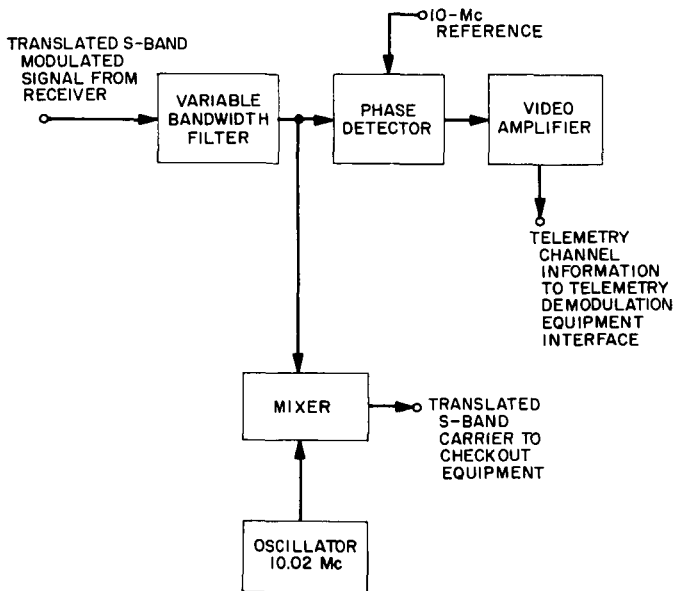 10-Mc
REFERENCE
TRANSLATED S-BAND
MODULATED
SIGNAL FROM
RECEIVER
VARIABLE
BANDWIDTH
FILTER
PHASE
DETECTOR
VIDEO
AMPLIFIER
TELEMETRY
CHANNEL
INFORMATION
TO TELEMETRY
DEMODULATION
EQUIPMENT
INTERFACE
MIXER
TRANSLATED
S-BAND
CARRIER TO
CHECKOUT
EQUIPMENT
OSCILLATOR
10.02 Mc